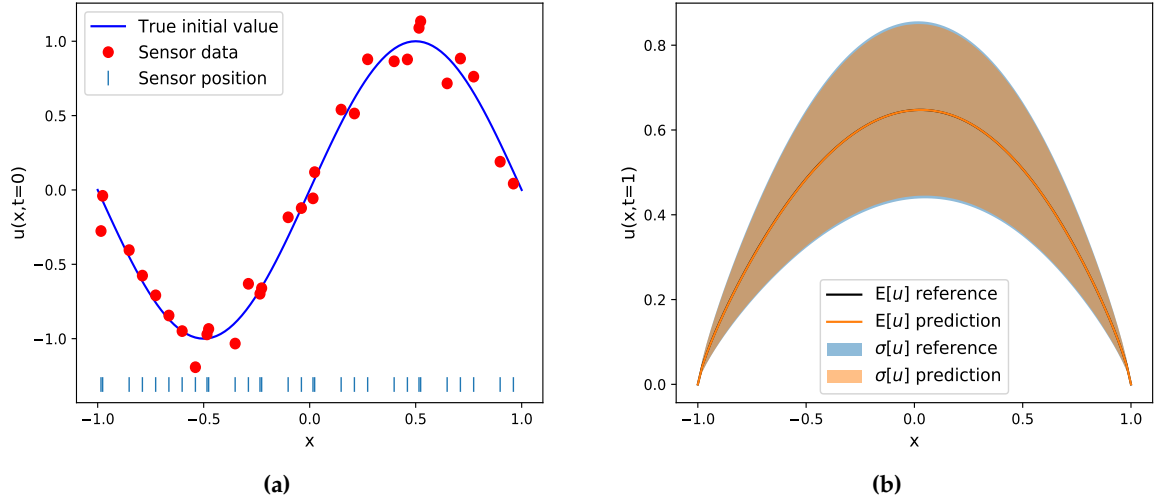 True initial value
Sensor data
Sensor position
1.0
0.5
0.0
−0.5
−1.0
u(x,t=0)
−1.0
−0.5
0.0
0.5
1.0
x
(a)
0.8
0.6
0.4
0.2
0.0
u(x,t=1)
E[u] reference
E[u] prediction
σ[u] reference
σ[u] prediction
−1.0
−0.5
0.0
0.5
1.0
x
(b)